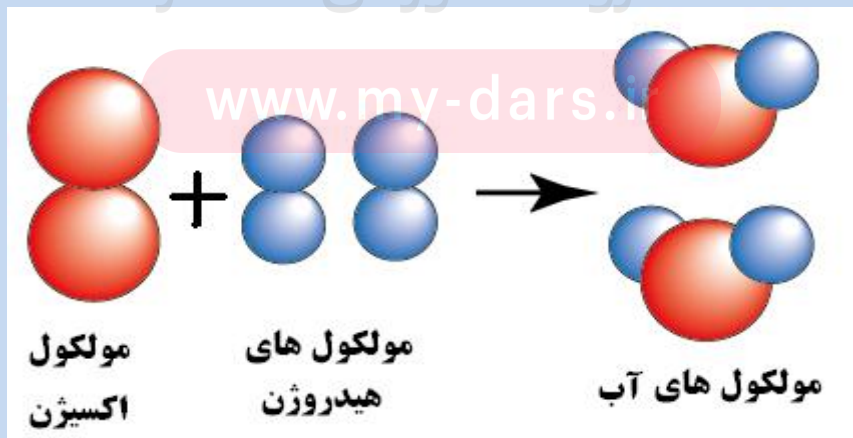 www.my-dars.ir
مولکول
اکسیژن
مولکول های
هیدروژن
مولکول های آب